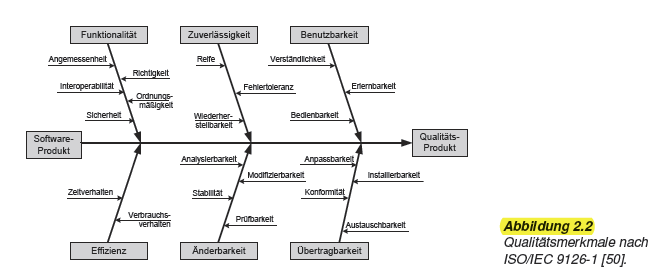 Funktionalität
Zuverlässigkeit
Benutzbarkeit
Angemessenheit
Richtigkeit
Interoperabilität
Ordnungs-
mäßigkeit
Sicherheit
Reife
Fehlertoleranz
Wiederher-
stellbarkeit
Verständlichkeit
Erlernbarkeit
Bedienbarkeit
Software-
Produkt
Qualitäts-
Produkt
Zeitverhalten
Verbrauchs-
verhalten
Analysierbarkeit
Modifizierbarkeit
Stabilität
Prüfbarkeit
Anpassbarkeit
Installierbarkeit
Konformität
Austauschbarkeit
Effizienz
Änderbarkeit
Übertragbarkeit
Abbildung 2.2
Qualitätsmerkmale nach
ISO/IEC 9126-1 [50].